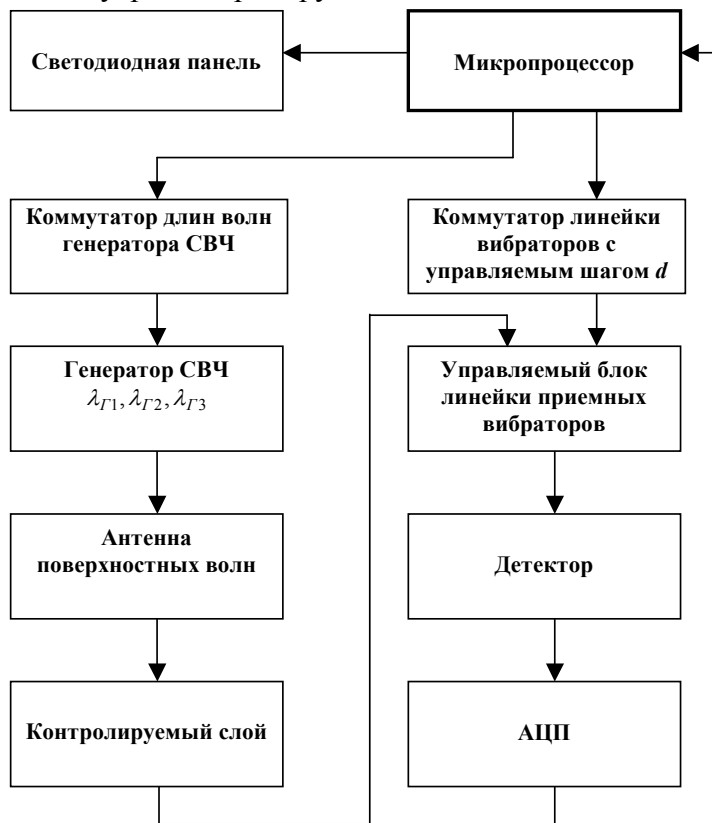 Светодиодная панель
Микропроцессор
Коммутатор длин волн
генератора СВЧ
Коммутатор линейки
вибраторов с
управляемым шагом d
Генератор СВЧ
λГ1, λГ2, λГ3
Управляемый блок
линейки приемных
вибраторов
Антенна
поверхностных волн
Детектор
Контролируемый слой
АЦП